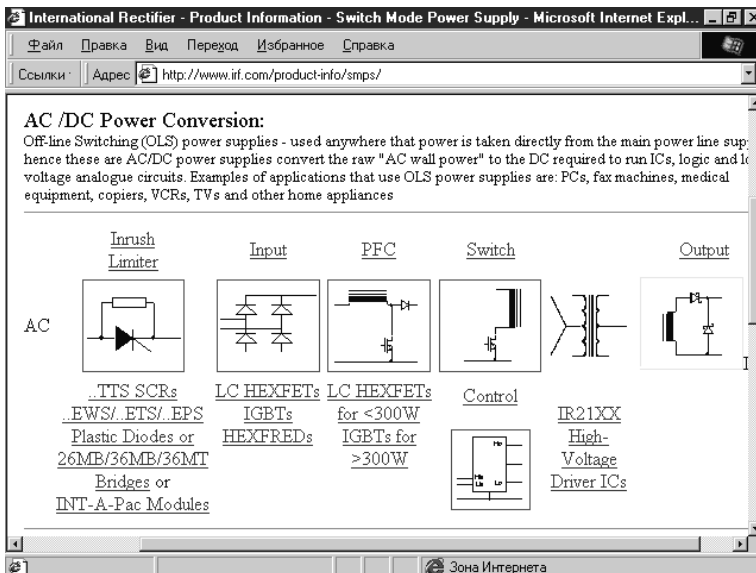 International Rectifier - Product Information - Switch Mode Power Supply - Microsoft Internet Expl...
Файл Правка Вид Переход Избранное Справка
Ссылки Адрес http://www.irf.com/product-info/smps/
AC /DC Power Conversion:
Off-line Switching (OLS) power supplies - used anywhere that power is taken directly from the main power line
hence these are AC/DC power supplies convert the raw "AC wall power" to the DC required to run ICs, logic and
voltage analogue circuits. Examples of applications that use OLS power supplies are: PCs, fax machines, medical
equipment, copiers, VCRs, TVs and other home appliances
Inrush
Limiter
Input
PFC
Switch
Output
AC
..TTS SCRs
..EWS/..ETS/..EPS
Plastic Diodes or
26MB/36MB/36MT
Bridges or
INT-A-Pac Modules
LC HEXFETs
IGBTs
HEXFREDs
LC HEXFETs
for <300W
IGBTs for
>300W
Control
Ho
Lo
IR21XX
High-
Voltage
Driver ICs
Зона Интернета